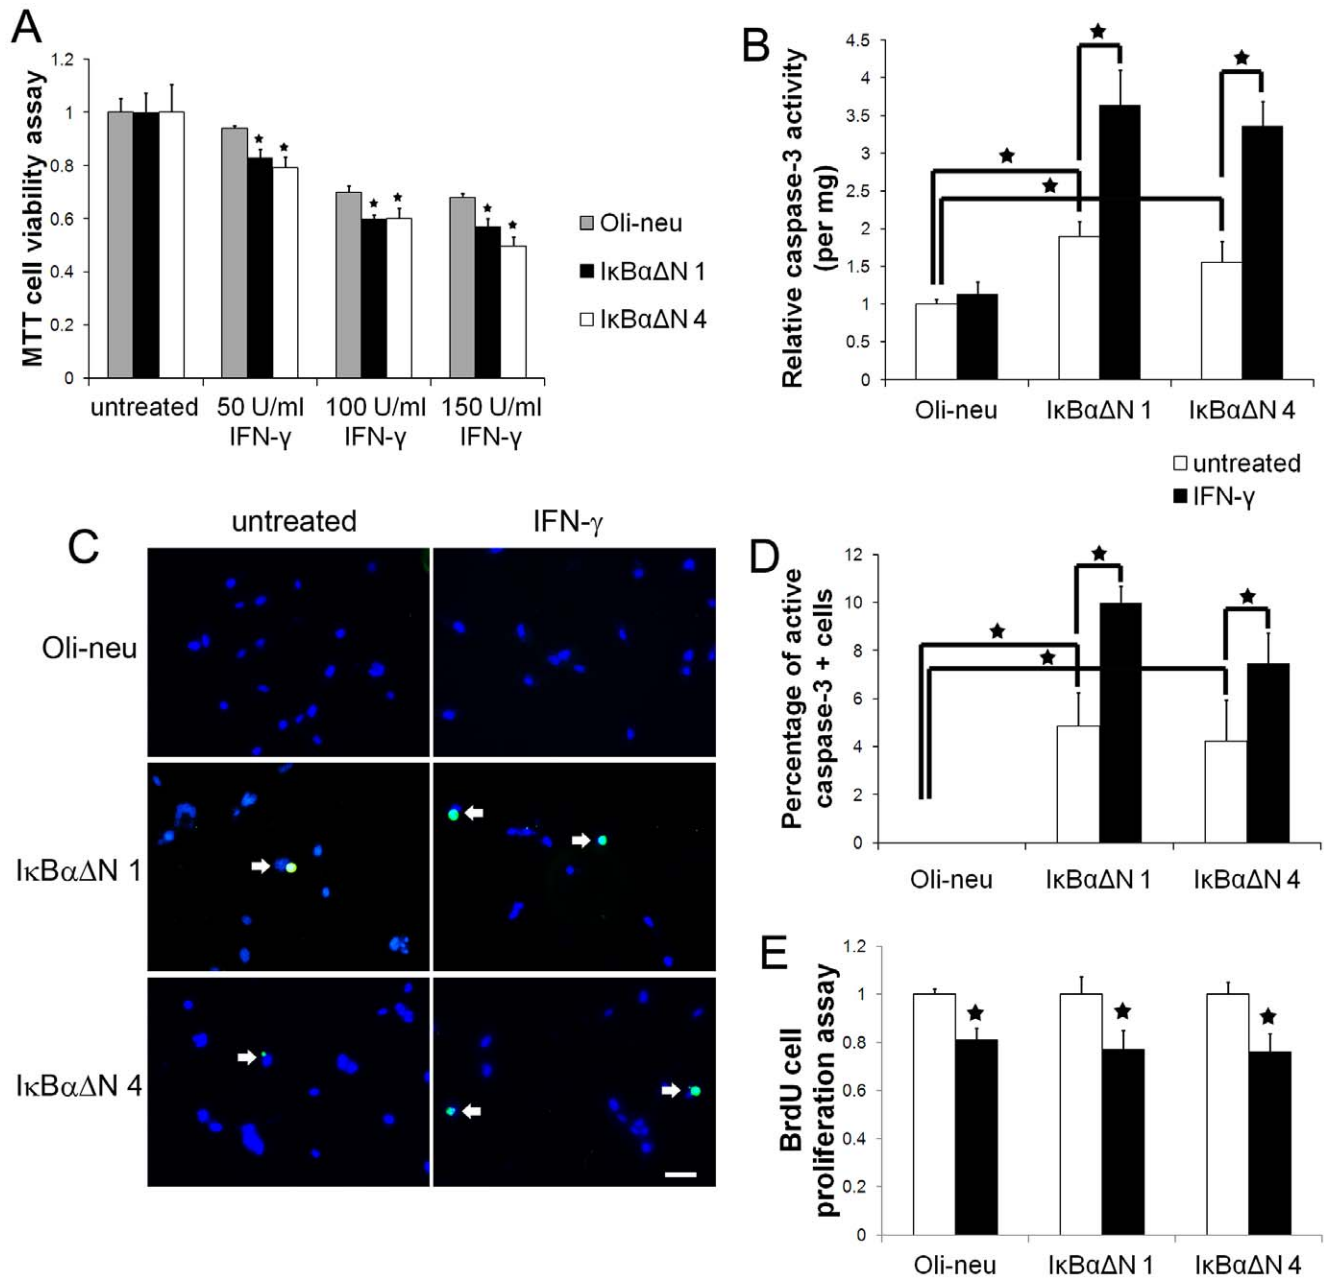 A
MTT cell viability assay
1.2
1
0.8
0.6
0.4
0.2
0
untreated
50 U/ml
IFN-γ
100 U/ml
IFN-γ
150 U/ml
IFN-γ
Oli-neu
IκBαΔN 1
IκBαΔN 4
B
Relative caspase-3 activity
(per mg)
4.5
4
3.5
3
2.5
2
1.5
1
0.5
0
Oli-neu
IκBαΔN 1
IκBαΔN 4
untreated
IFN-γ
C
untreated
IFN-γ
Oli-neu
IκBαΔN 1
IκBαΔN 4
D
Percentage of active
caspase-3 + cells
12
10
8
6
4
2
0
Oli-neu
IκBαΔN 1
IκBαΔN 4
E
BrdU cell
proliferation assay
1.2
1
0.8
0.6
0.4
0.2
0
Oli-neu
IκBαΔN 1
IκBαΔN 4